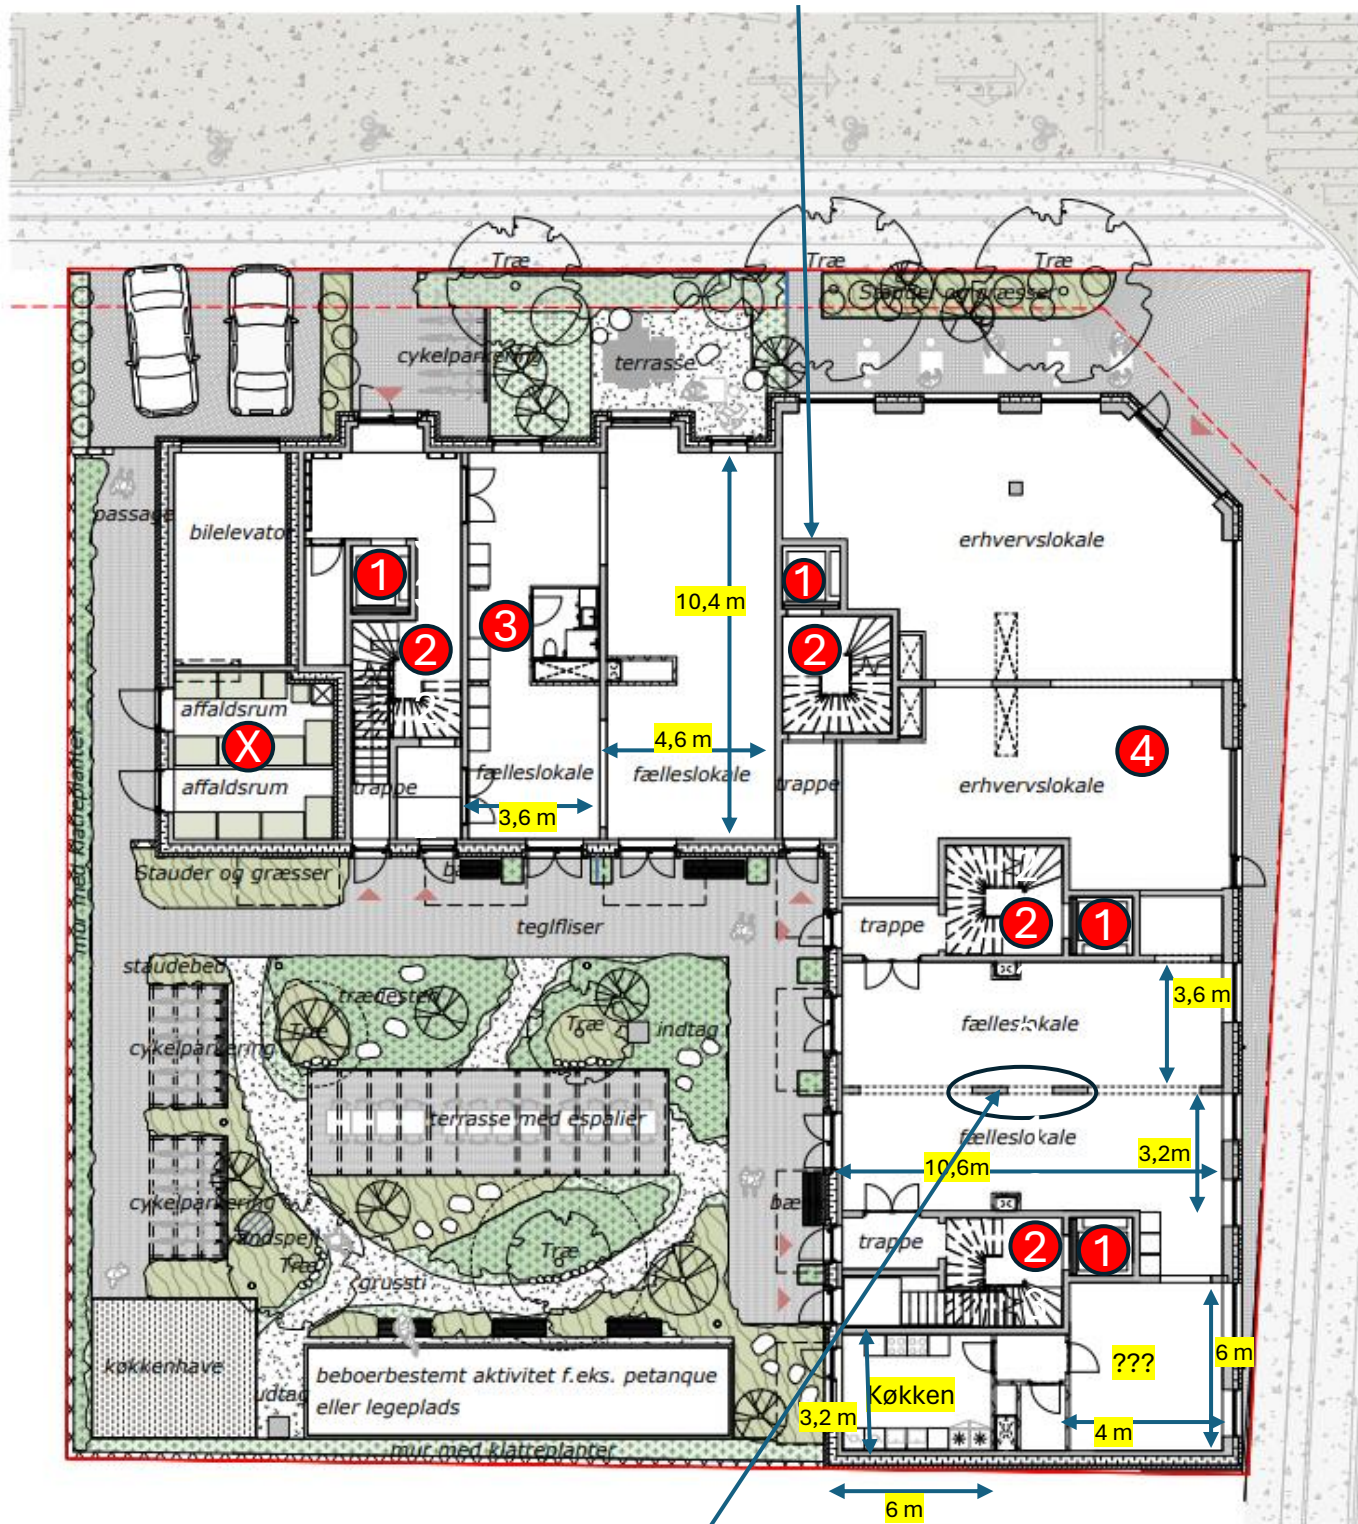 Træ
Træ
Træ
Stauder og græsser
cykelparkering
terrasse
passage
bilelevator
erhvervslokale
1
1
10,4 m
3
2
2
affaldsrum
X
4,6 m
4
affaldsrum
trappe
fælleslokale
fælleslokale
trappe
erhvervslokale
3,6 m
mur med klatreplanter
Stauder og græsser
teglfliser
trappe
2
1
staudebed
trædesten
3,6 m
Træ
Træ
indtag
fælleslokale
cykelparkering
terrasse med espalier
fælleslokale
3,2m
10,6m
cykelparkering
vandspejl
Træ
Træ
trappe
2
1
grussti
køkkenhave
beboerbestemt aktivitet f.eks. petanque
eller legeplads
???
6 m
Køkken
udtag
3,2 m
4 m
mur med klatteplanter
6 m